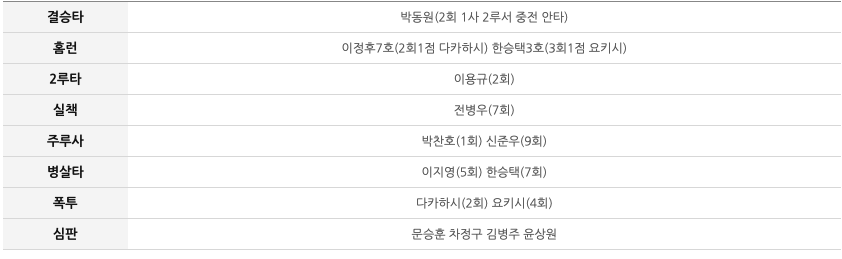 결승타 박동원(2회 1사 2루서 중전 안타)
홈런 이정후7호(2회1점 다카하시) 한승택3호(3회1점 요키시)
2루타 이용규(2회)
실책 전병우(7회)
주루사 박찬호(1회) 신준우(9회)
병살타 이지영(5회) 한승택(7회)
폭투 다카하시(2회) 요키시(4회)
심판 문승훈 차정구 김병주 윤상원